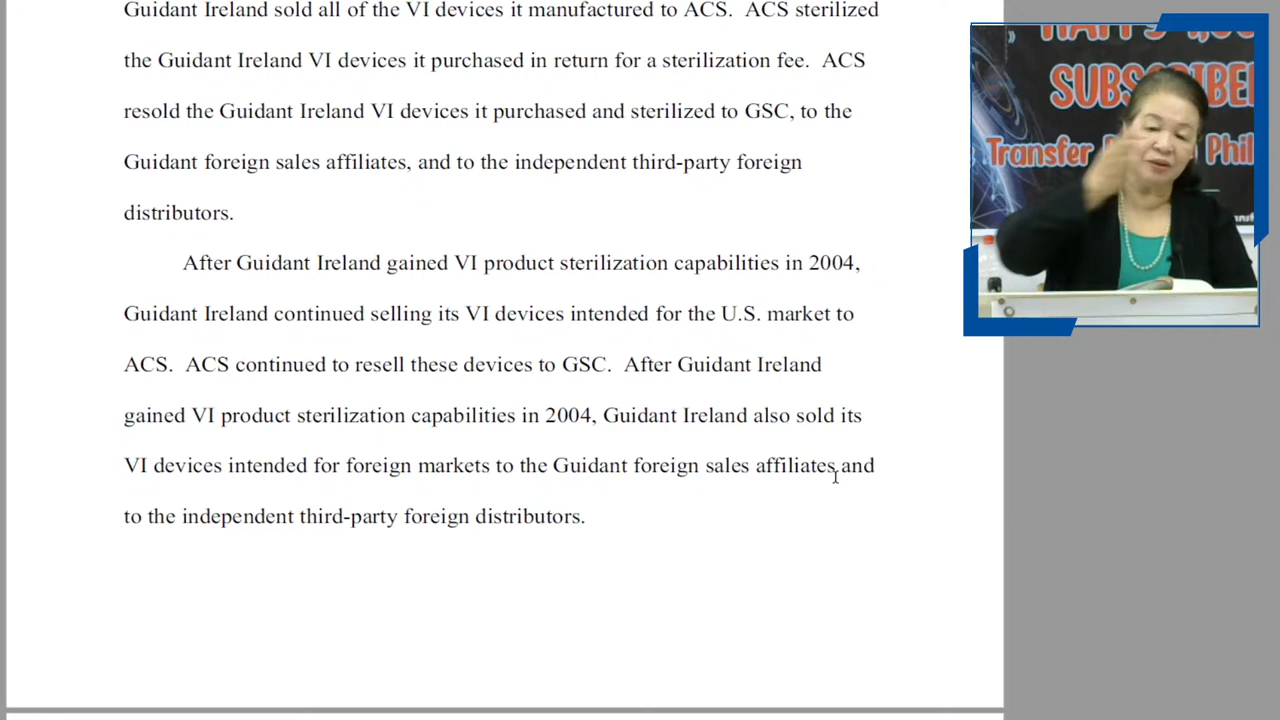 Guidant Ireland sold all of the VI devices it manufactured to ACS.  ACS sterilized
the Guidant Ireland VI devices it purchased in return for a sterilization fee.  ACS
resold the Guidant Ireland VI devices it purchased and sterilized to GSC, to the
Guidant foreign sales affiliates, and to the independent third-party foreign
distributors.
After Guidant Ireland gained VI product sterilization capabilities in 2004,
Guidant Ireland continued selling its VI devices intended for the U.S. market to
ACS.  ACS continued to resell these devices to GSC.  After Guidant Ireland
gained VI product sterilization capabilities in 2004, Guidant Ireland also sold its
VI devices intended for foreign markets to the Guidant foreign sales affiliates and
to the independent third-party foreign distributors.
Transfer Phil